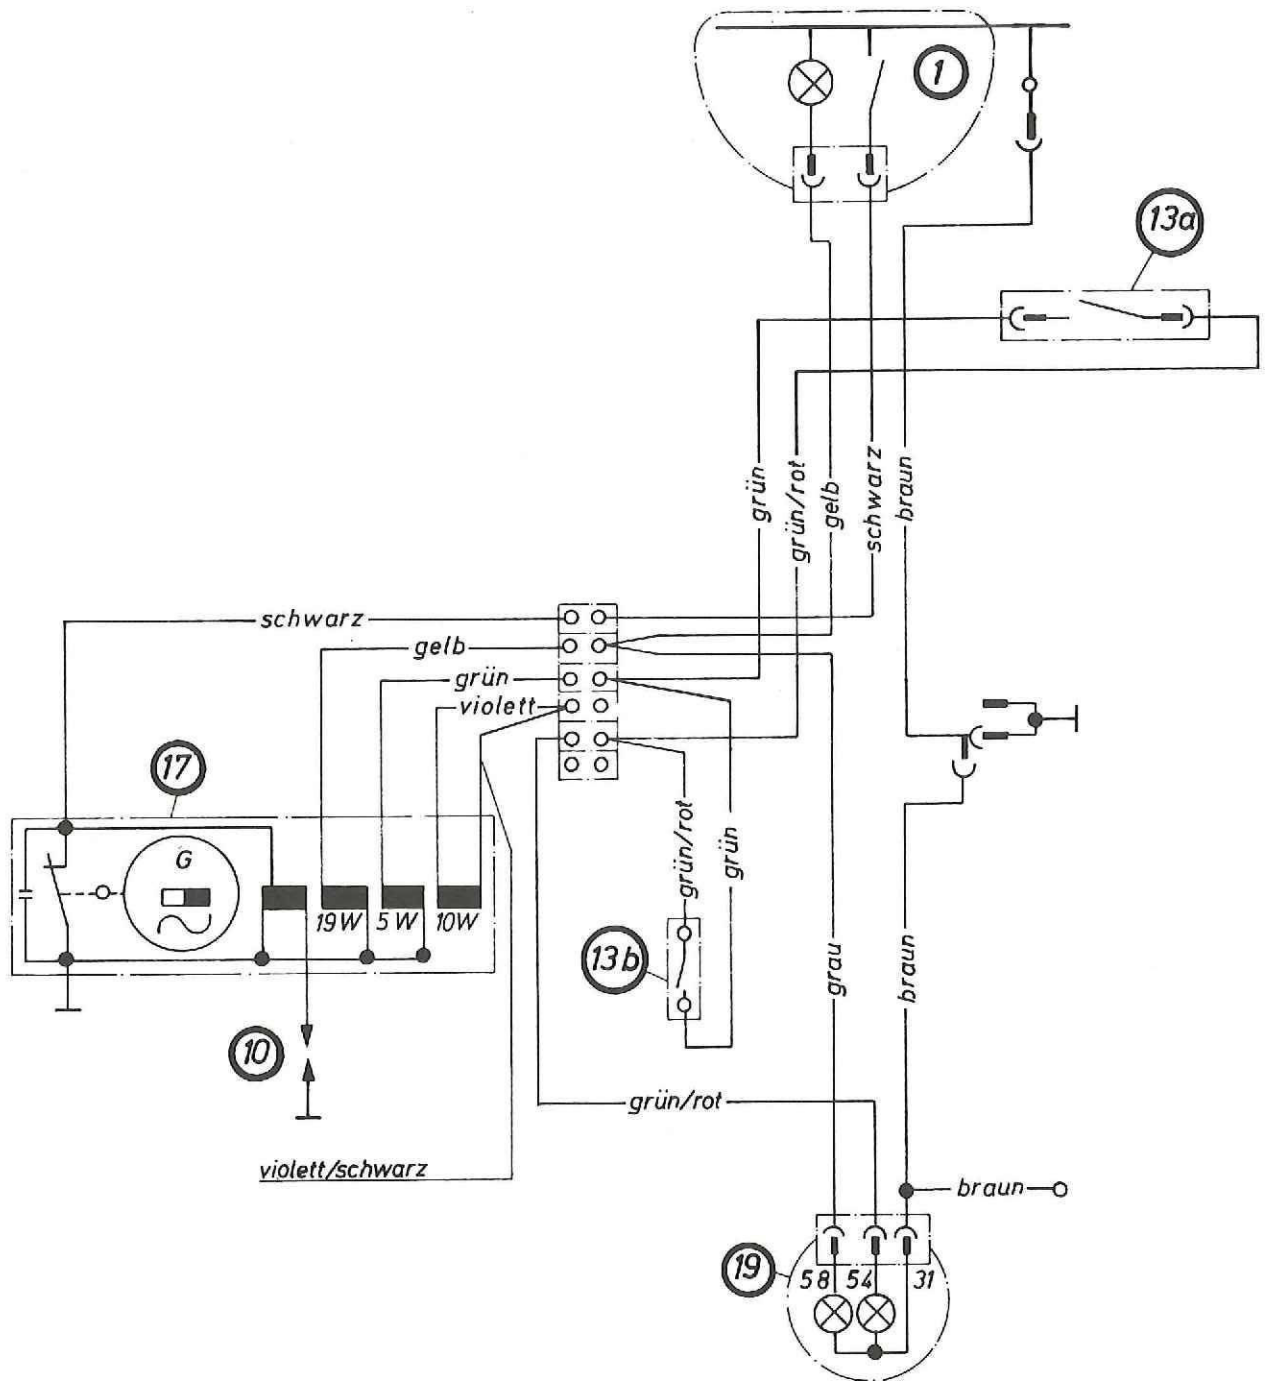 1
13a
grün
grün/rot
gelb
schwarz
braun
schwarz
gelb
grün
violett
17
G
19W
5W
10W
grün/rot
grün
13b
grau
braun
10
grün/rot
violett/schwarz
braun
19
58
54
31